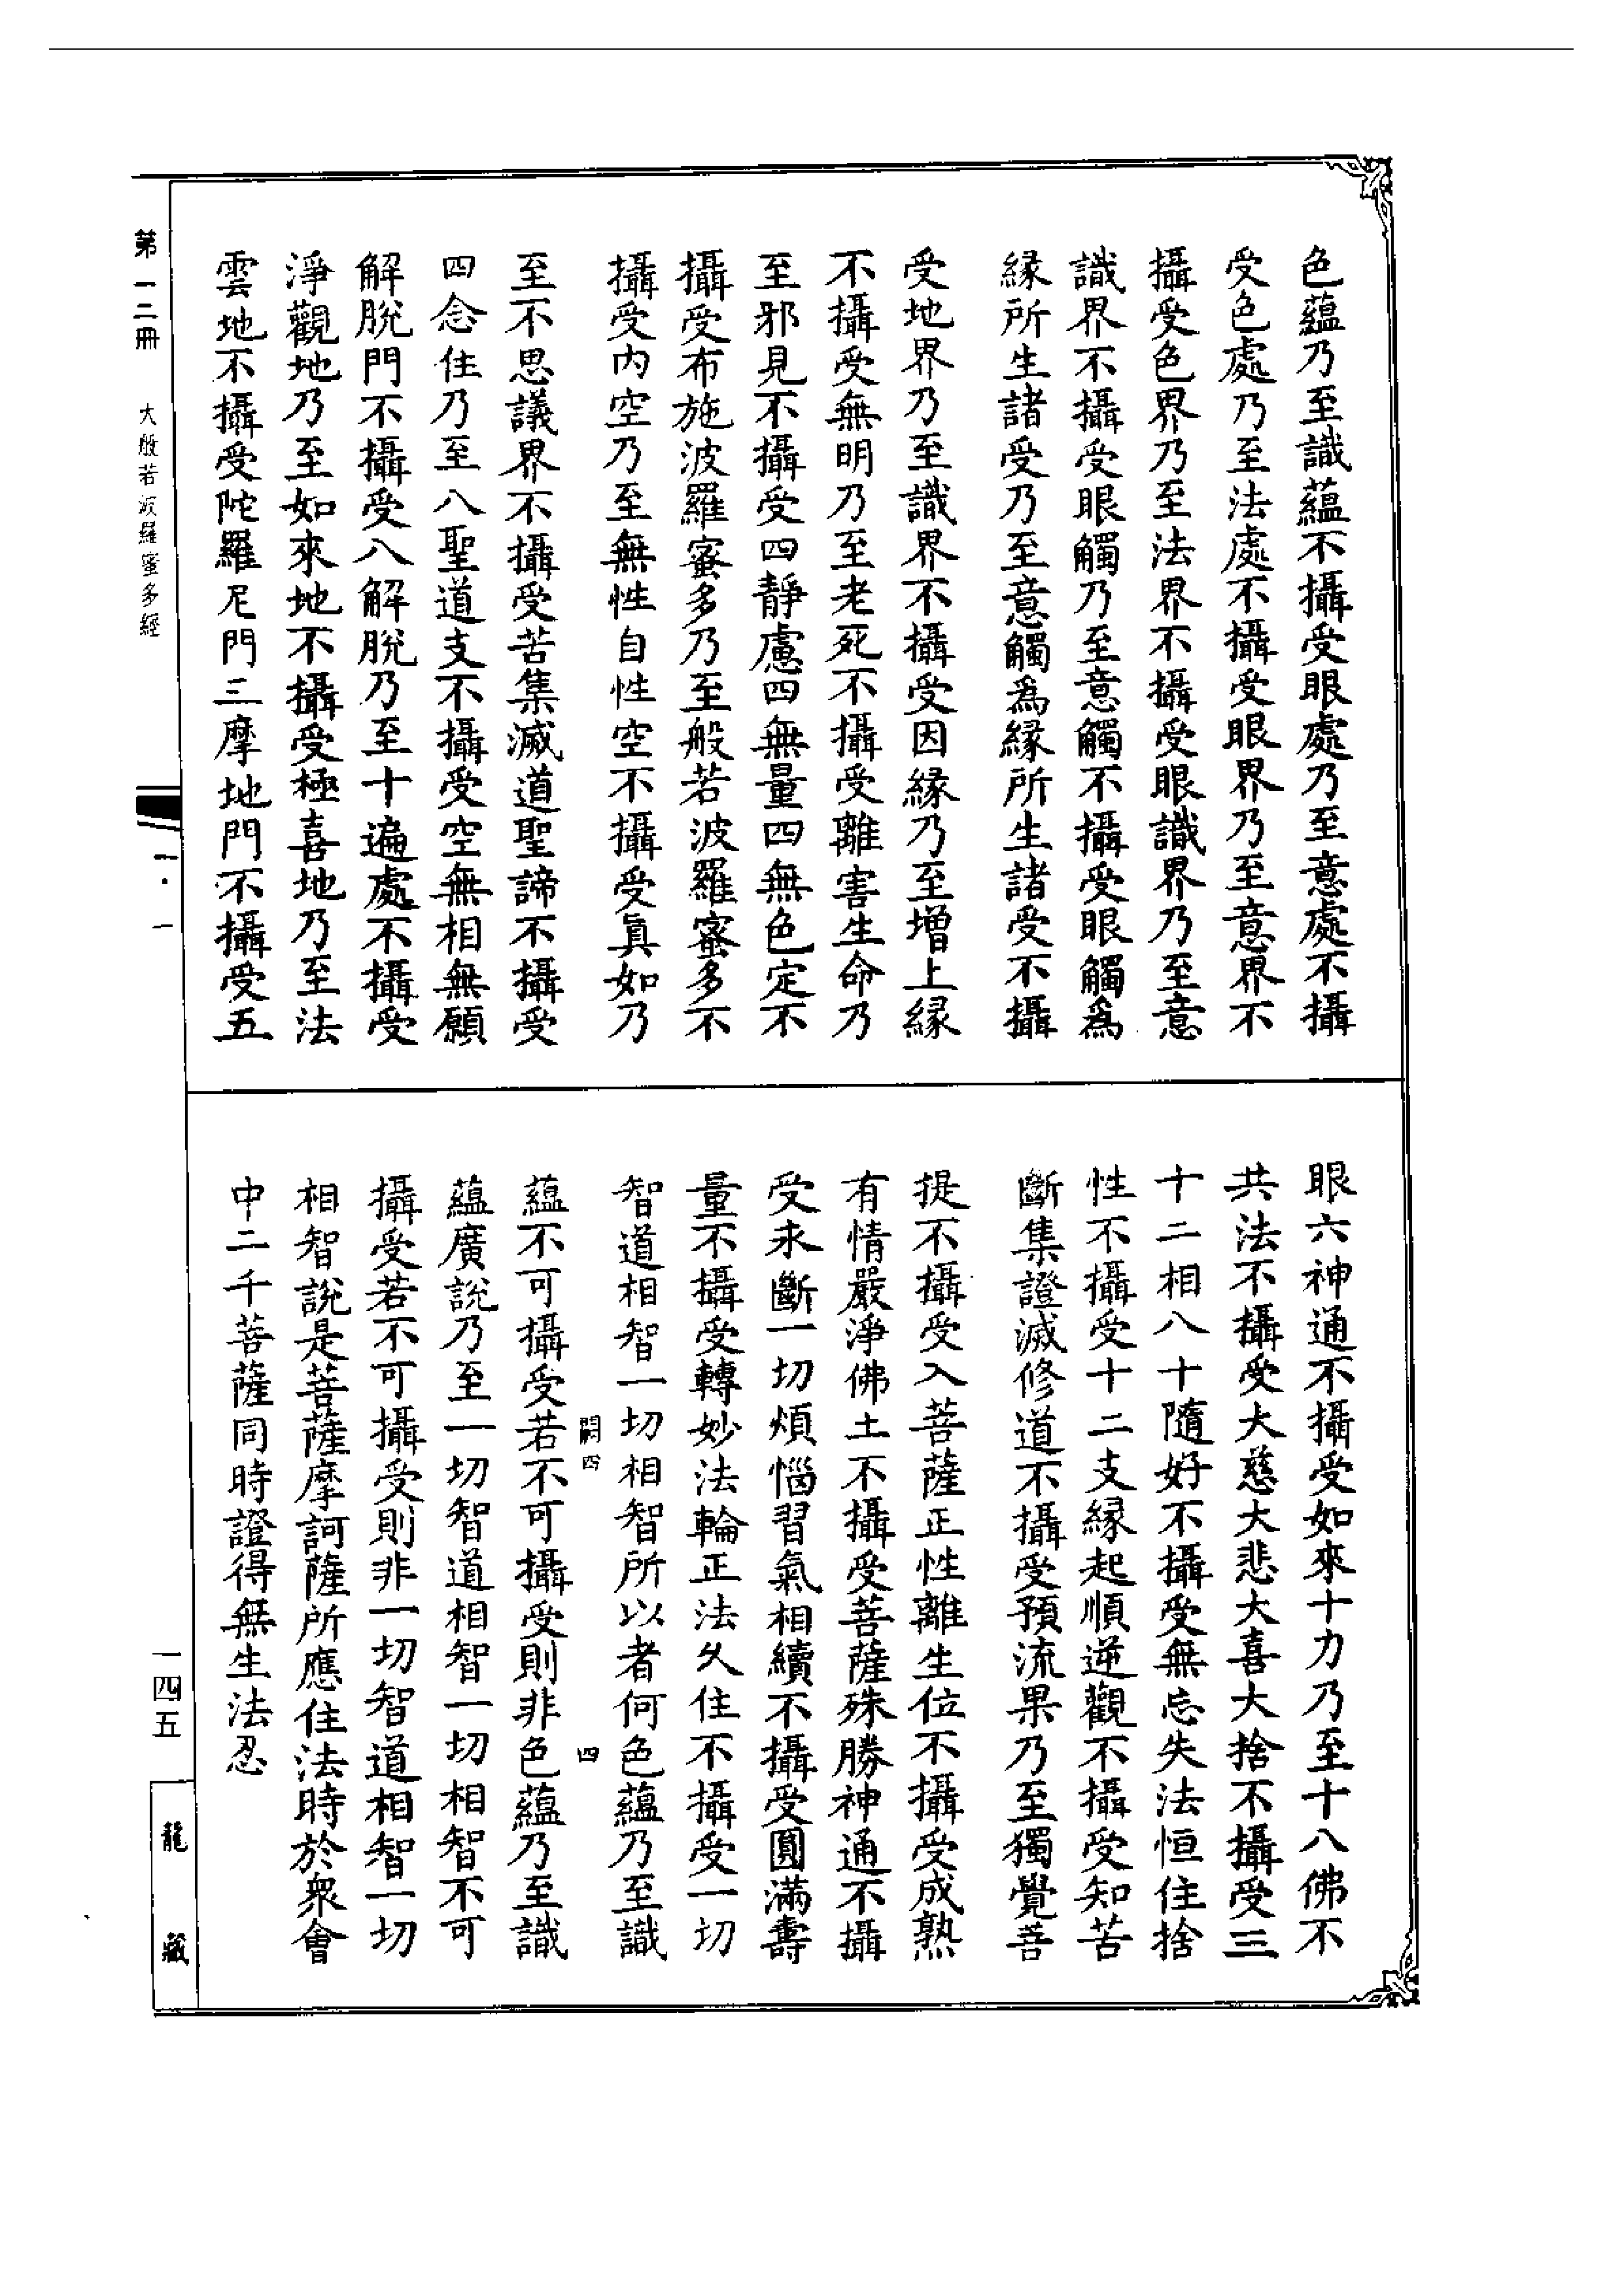 色蘊乃至識蘊不攝受眼處乃至意處不攝
受色處乃至法處不攝受眼界乃至意界不
攝受色界乃至法界不攝受眼識界乃至意
識界不攝受眼觸乃至意觸不攝受眼觸為
緣所生諸受乃至意觸為緣所生諸受不攝
受地界乃至識界不攝受因緣乃至增上緣
不攝受無明乃至老死不攝受離害生命乃
至邪見不攝受四靜慮四無量四無色定不
攝受布施波羅蜜多乃至般若波羅蜜多不
攝受內空乃至無性自性空不攝受真如乃
至不思議界不攝受苦集滅道聖諦不攝受
四念住乃至八聖道支不攝受空無相無願
解脫門不攝受八解脫乃至十遍處不攝受
淨觀地乃至如來地不攝受極喜地乃至法
雲地不攝受陀羅尼門三摩地門不攝受五
眼六神通不攝受如來十力乃至十八佛不
共法不攝受大慈大悲大喜大捨不攝受三
十二相八十隨好不攝受無忘失法恒住捨
性不攝受十二支緣起順逆觀不攝受知苦
斷集證滅修道不攝受預流果乃至獨覺菩
提不攝受入菩薩正性離生位不攝受成熟
有情嚴淨佛土不攝受菩薩殊勝神通不攝
受永斷一切煩惱習氣相續不攝受圓滿壽
量不攝受轉妙法輪正法久住不攝受一切
智道相智一切相智所以者何色蘊乃至識
嗣四 四
蘊不可攝受若不可攝受則非色蘊乃至識
蘊廣說乃至一切智道相智一切相智不可
攝受若不可攝受則非一切智道相智一切
相智說是菩薩摩訶薩所應住法時於眾會
中二千菩薩同時證得無生法忍
第一二冊 大般若波羅蜜多經
一·一
一四五
龍藏